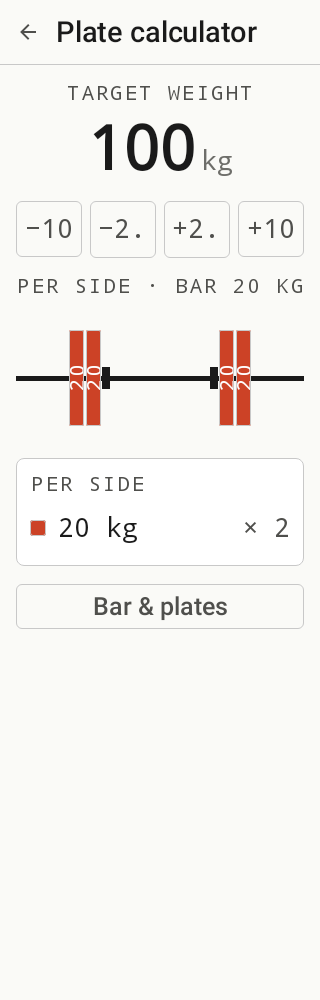 Plate calculator
TARGET WEIGHT
100 kg
−10 −2. +2. +10
PER SIDE · BAR 20 KG
20 20 20 20
PER SIDE
20 kg × 2
Bar & plates